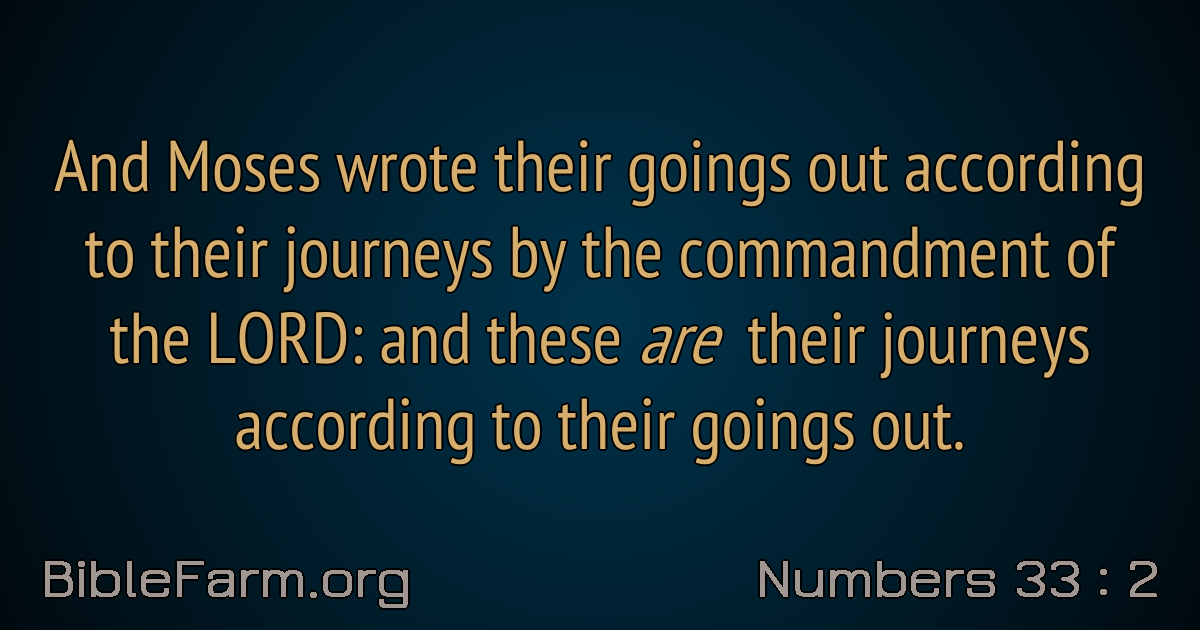 And Moses wrote their goings out according
to their journeys by the commandment of
the LORD: and these are their journeys
according to their goings out.
BibleFarm.org
Numbers 33 : 2